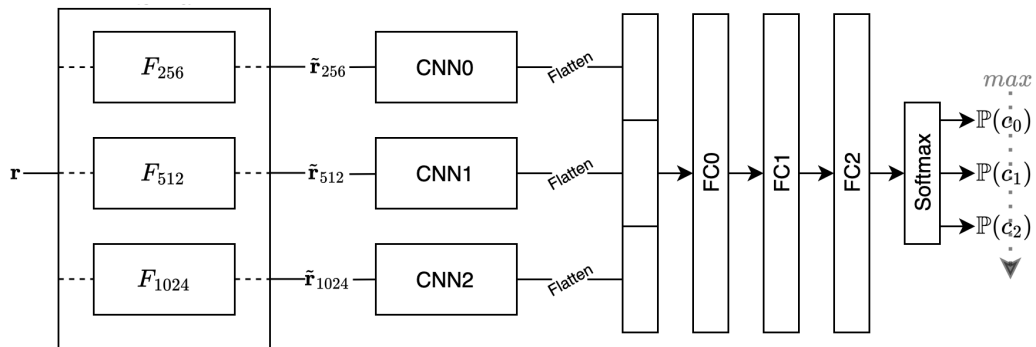 max
F₂₅₆ r̃₂₅₆ CNN0 Flatten
ℙ(c₀)
r F₅₁₂ r̃₅₁₂ CNN1 Flatten FC0 FC1 FC2 Softmax ℙ(c₁)
ℙ(c₂)
F₁₀₂₄ r̃₁₀₂₄ CNN2 Flatten